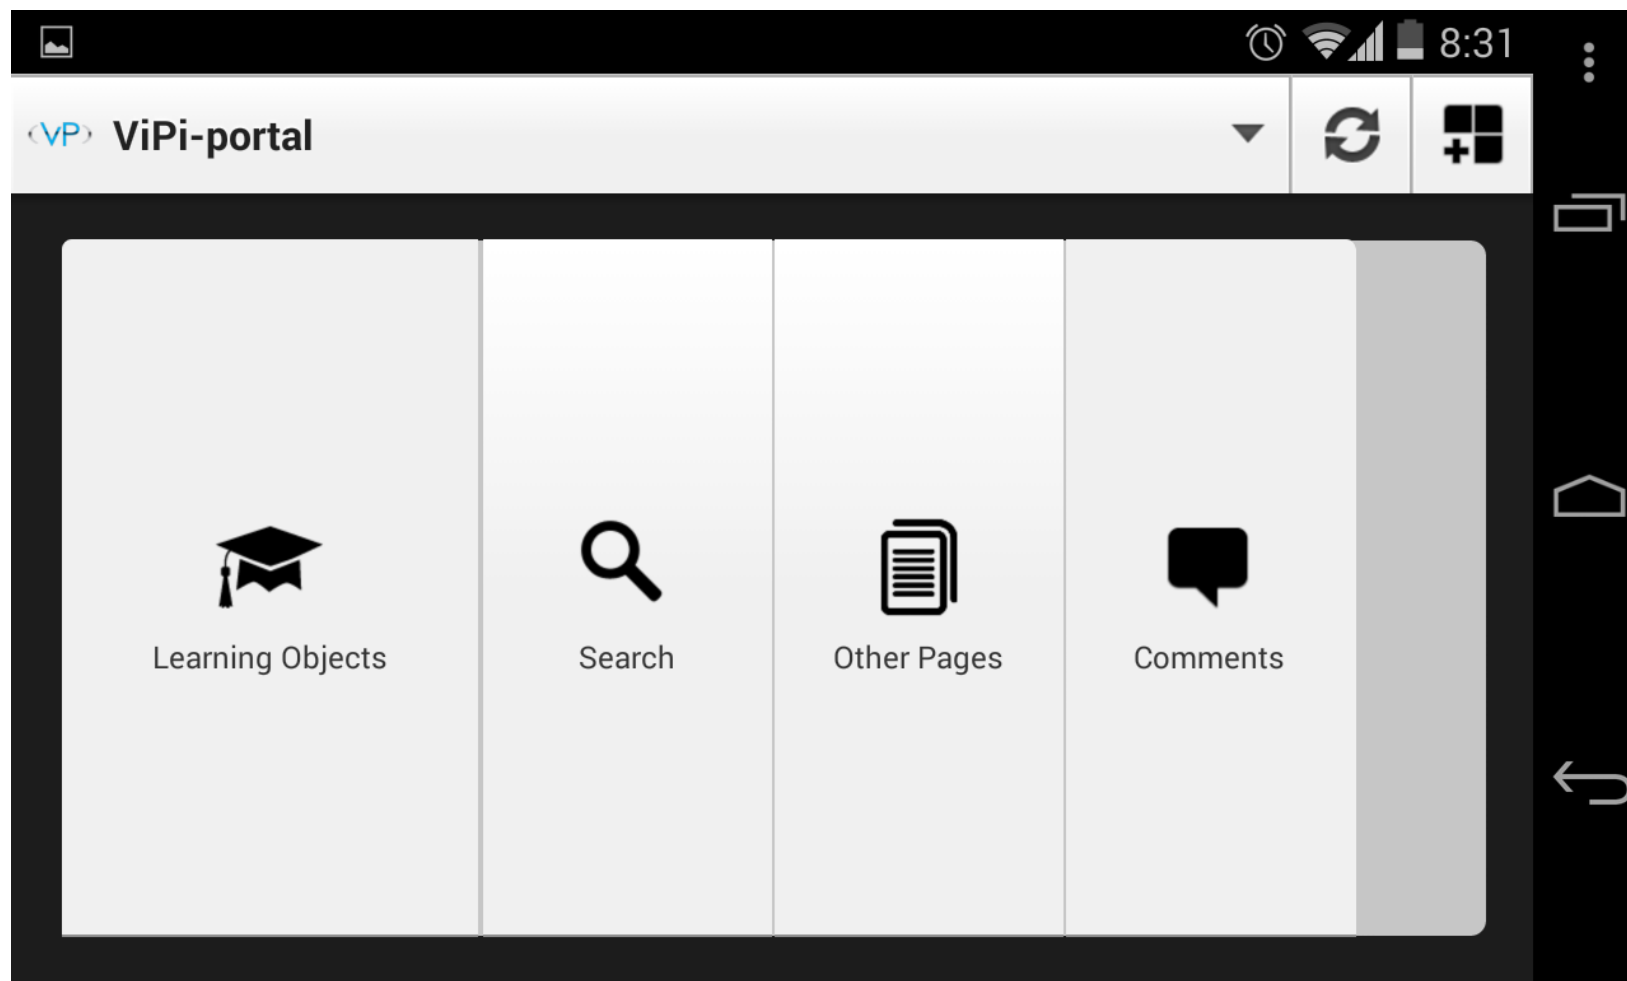 8:31
VP ViPi-portal
Learning Objects
Search
Other Pages
Comments